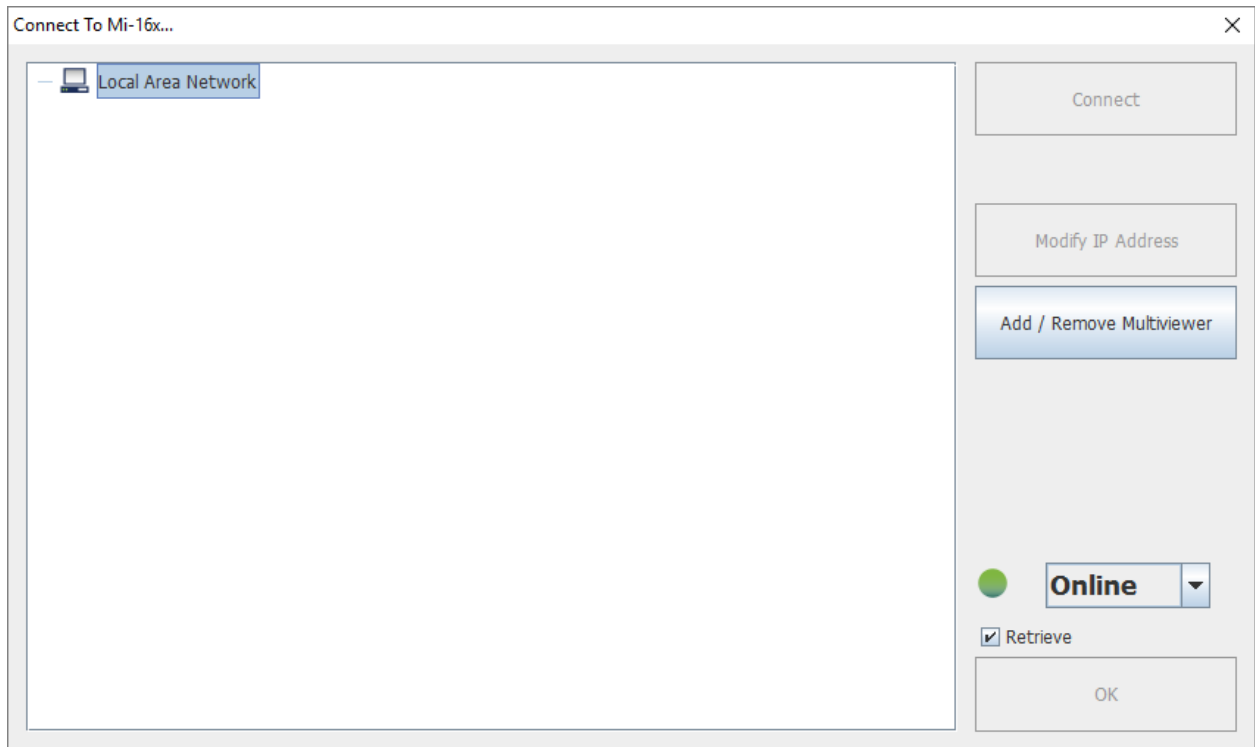 Connect To Mi-16x...
Local Area Network
Connect
Modify IP Address
Add / Remove Multiviewer
Online
Retrieve
OK